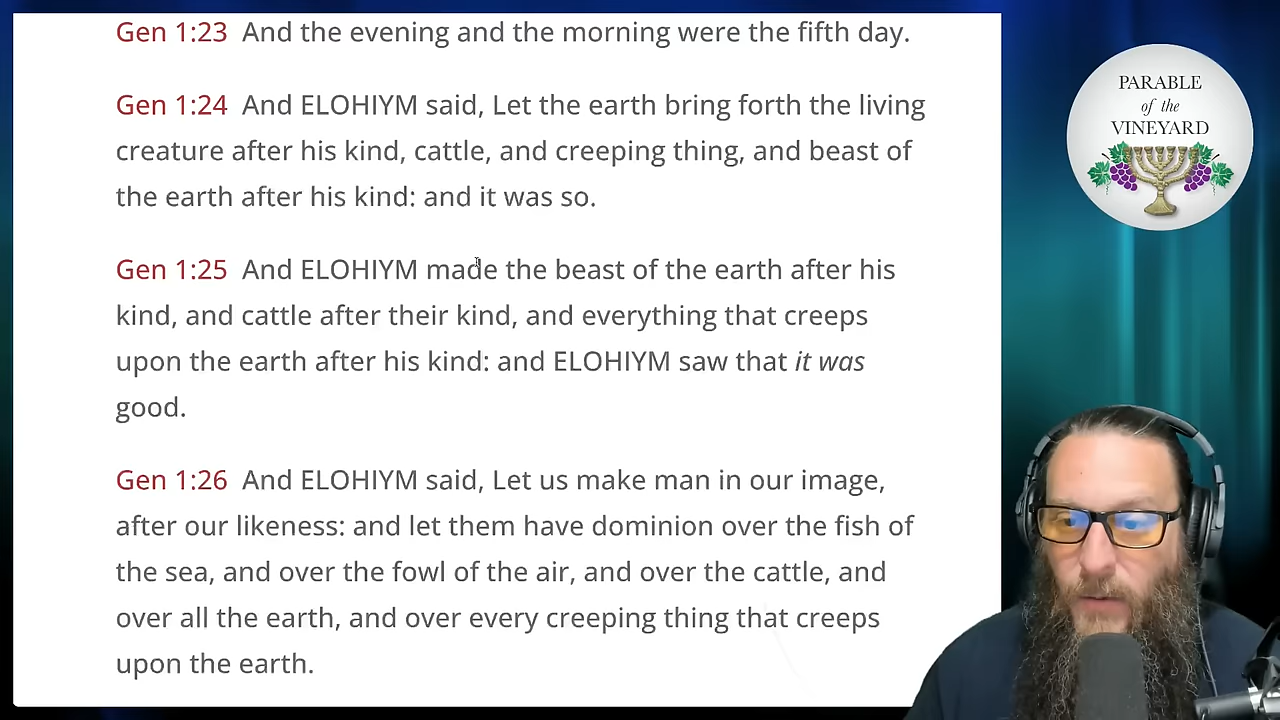 Gen 1:23 And the evening and the morning were the fifth day.
Gen 1:24 And ELOHIYM said, Let the earth bring forth the living
creature after his kind, cattle, and creeping thing, and beast of
the earth after his kind: and it was so.
Gen 1:25 And ELOHIYM made the beast of the earth after his
kind, and cattle after their kind, and everything that creeps
upon the earth after his kind: and ELOHIYM saw that it was
good.
Gen 1:26 And ELOHIYM said, Let us make man in our image,
after our likeness: and let them have dominion over the fish of
the sea, and over the fowl of the air, and over the cattle, and
over all the earth, and over every creeping thing that creeps
upon the earth.
PARABLE
of the
VINEYARD